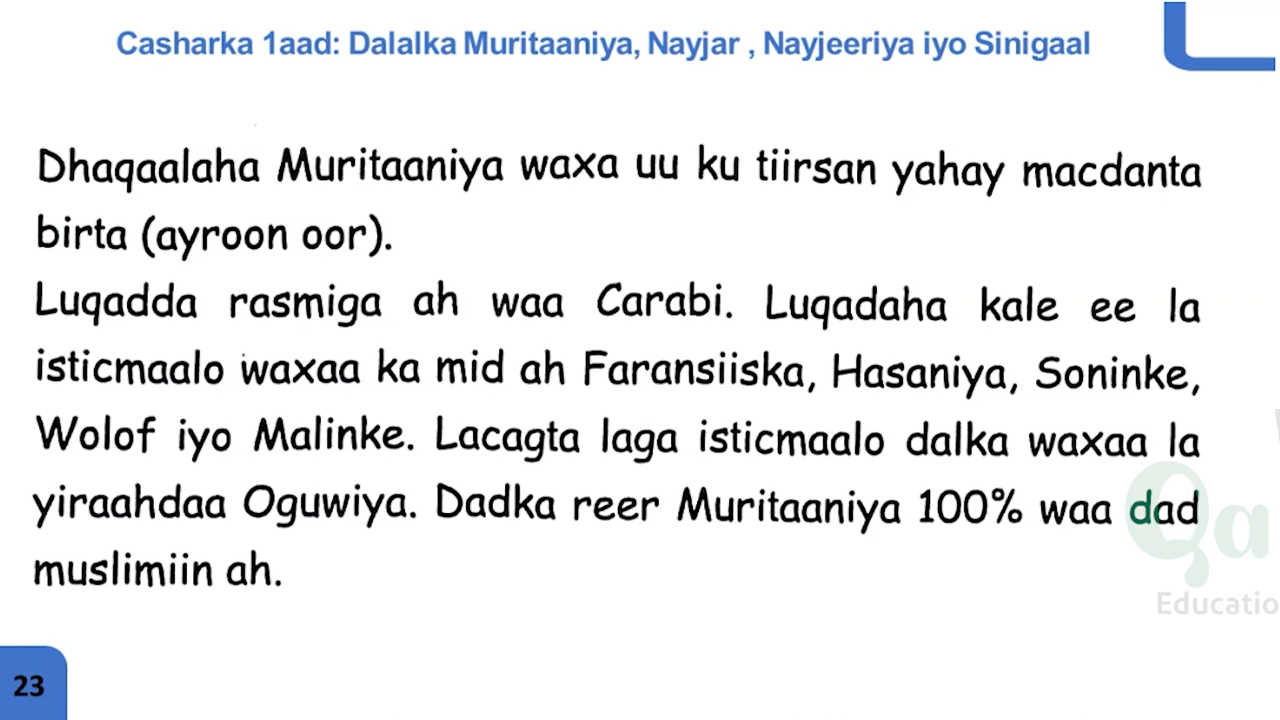 Casharka 1aad: Dalalka Muritaaniya, Nayjar , Nayjeeriya iyo Sinigaal
Dhaqaalaha Muritaaniya waxa uu ku tiirsan yahay macdanta
birta (ayroon oor).
Luqadda rasmiga ah waa Carabi. Luqadaha kale ee la
isticmaalo waxaa ka mid ah Faransiiska, Hasaniya, Soninke,
Wolof iyo Malinke. Lacagta laga isticmaalo dalka waxaa la
yiraahdaa Oguwiya. Dadka reer Muritaaniya 100% waa dad
muslimiin ah.
Qa
Educatio
23